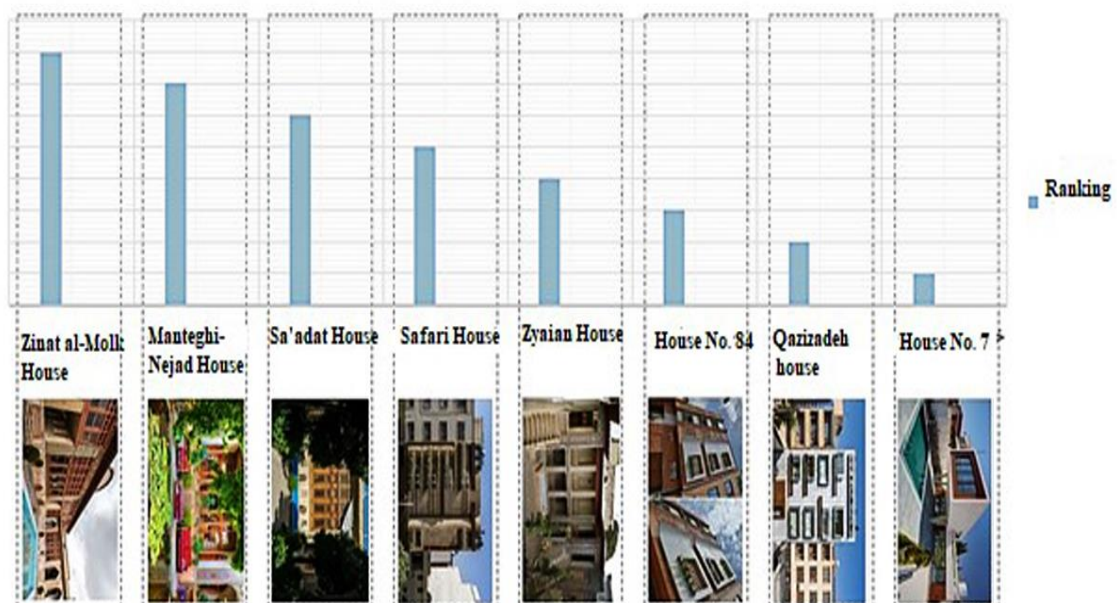 Ranking
Zinat al-Molk
House
Manteghi-
Nejad House
Sa'adat House
Safari House
Zyaian House
House No. 84
Qazizadeh
house
House No. 7